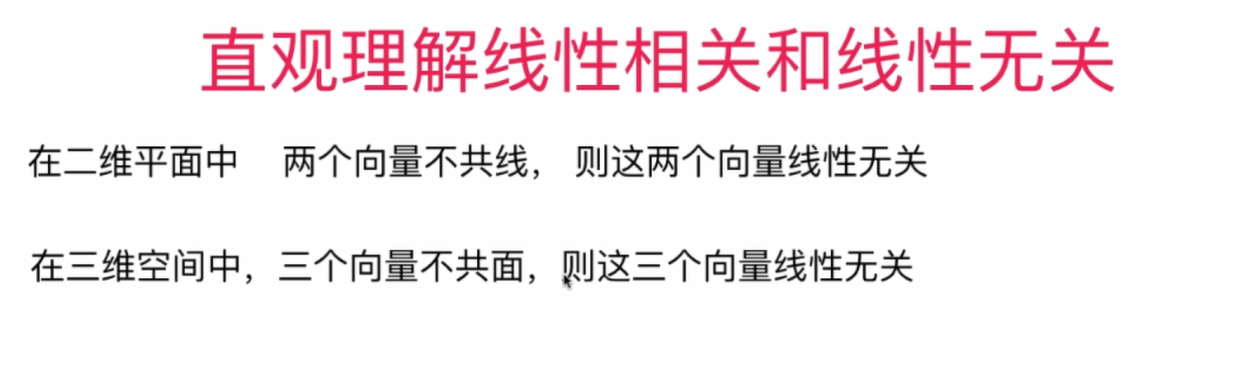 直观理解线性相关和线性无关
在二维平面中 两个向量不共线， 则这两个向量线性无关
在三维空间中，三个向量不共面，则这三个向量线性无关